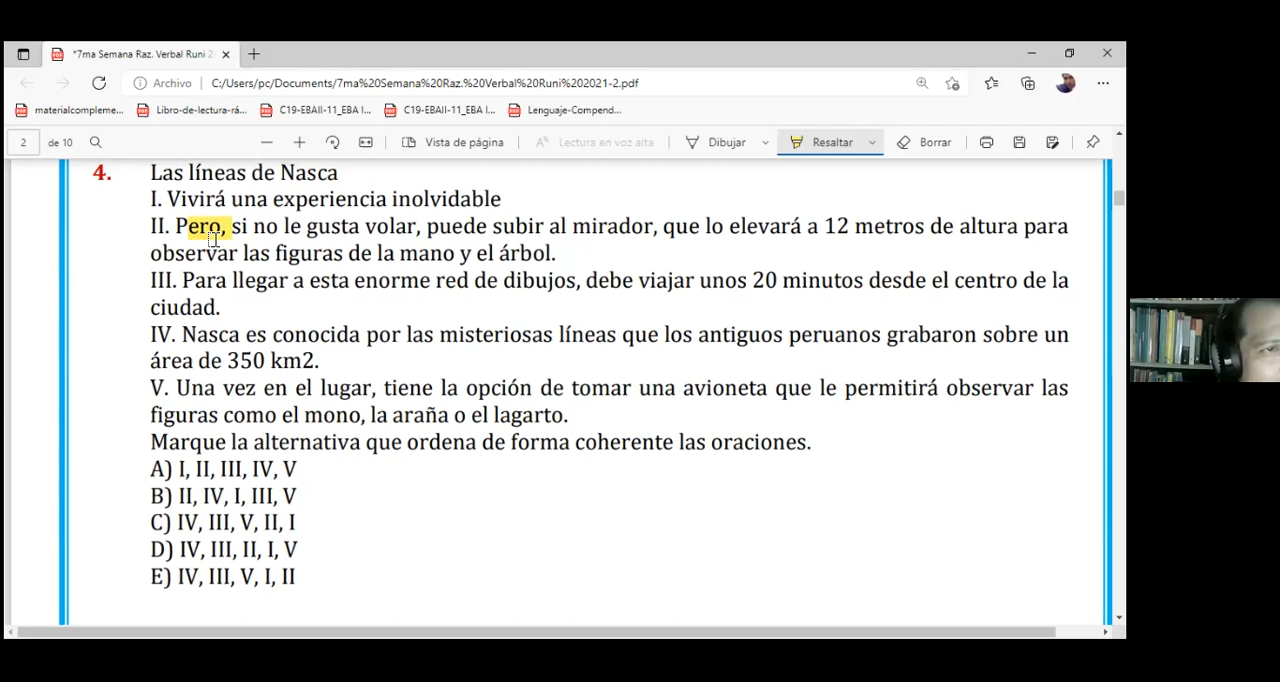 *7ma Semana Raz. Verbal Runi 2
Archivo C:/Users/pc/Documents/7ma%20Semana%20Raz.%20Verbal%20Runi%202021-2.pdf
materialcompleme... Libro-de-lectura-rá... C19-EBAII-11_EBA I... C19-EBAII-11_EBA I... Lenguaje-Compend...
2 de 10 Vista de página Lectura en voz alta Dibujar Resaltar Borrar
4. Las líneas de Nasca
I. Vivirá una experiencia inolvidable
II. Pero, si no le gusta volar, puede subir al mirador, que lo elevará a 12 metros de altura para
observar las figuras de la mano y el árbol.
III. Para llegar a esta enorme red de dibujos, debe viajar unos 20 minutos desde el centro de la
ciudad.
IV. Nasca es conocida por las misteriosas líneas que los antiguos peruanos grabaron sobre un
área de 350 km2.
V. Una vez en el lugar, tiene la opción de tomar una avioneta que le permitirá observar las
figuras como el mono, la araña o el lagarto.
Marque la alternativa que ordena de forma coherente las oraciones.
A) I, II, III, IV, V
B) II, IV, I, III, V
C) IV, III, V, II, I
D) IV, III, II, I, V
E) IV, III, V, I, II